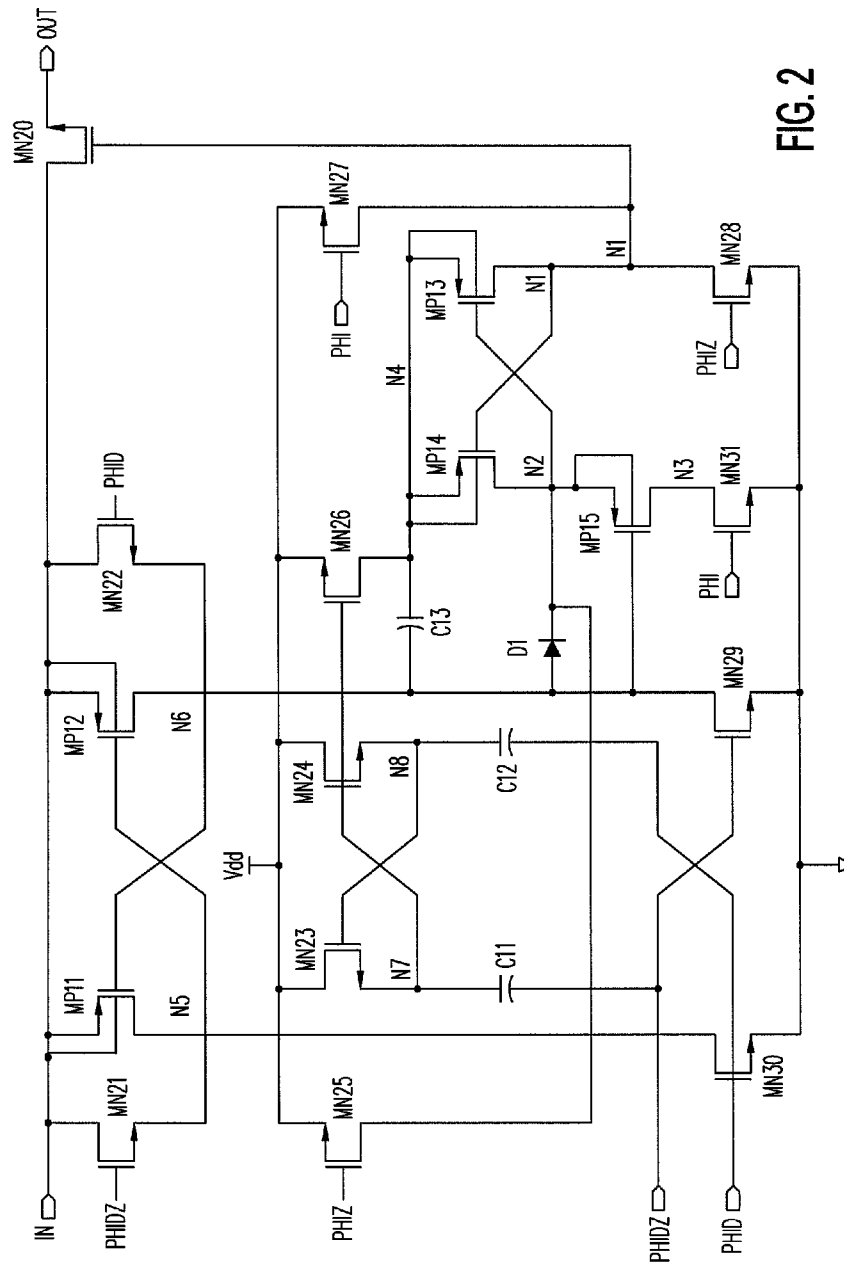 IN
PHIDZ
MN21
MP11
N5
MP12
N6
MN22
PHID
MN20
OUT
Vdd
PHIZ
MN25
MN23
N7
MN24
N8
MN26
PHI
MN27
C11
C12
C13
N4
MP14
MP13
N2
N1
N1
D1
MP15
N3
PHIDZ
PHID
MN30
MN29
PHI
MN31
PHIZ
MN28
FIG. 2